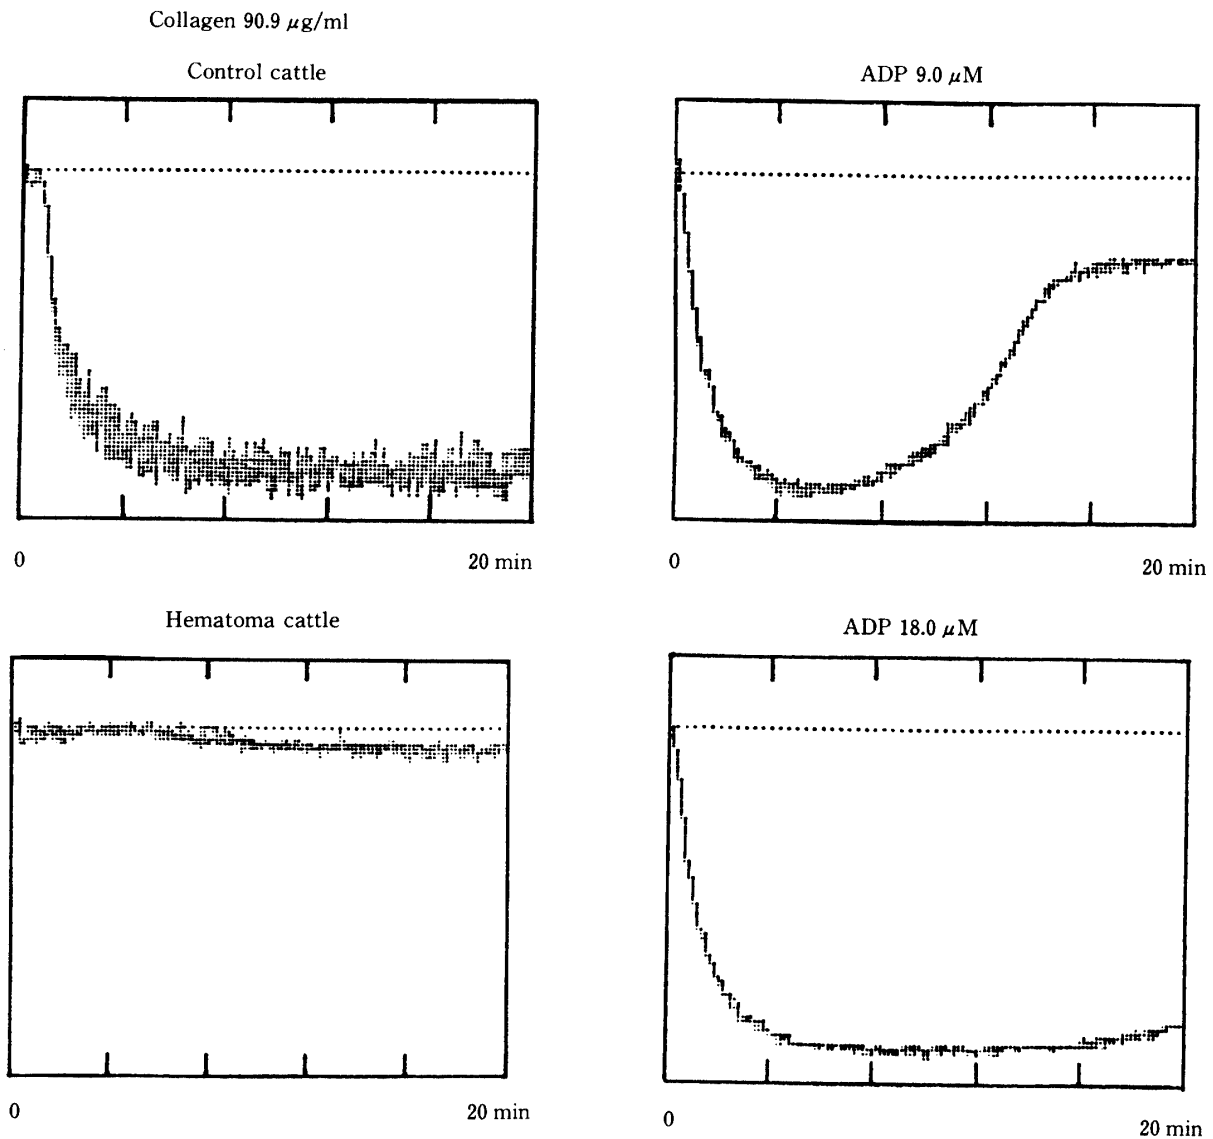 Collagen 90.9 μg/ml
Control cattle
0
20 min
ADP 9.0 μM
0
20 min
Hematoma cattle
0
20 min
ADP 18.0 μM
0
20 min